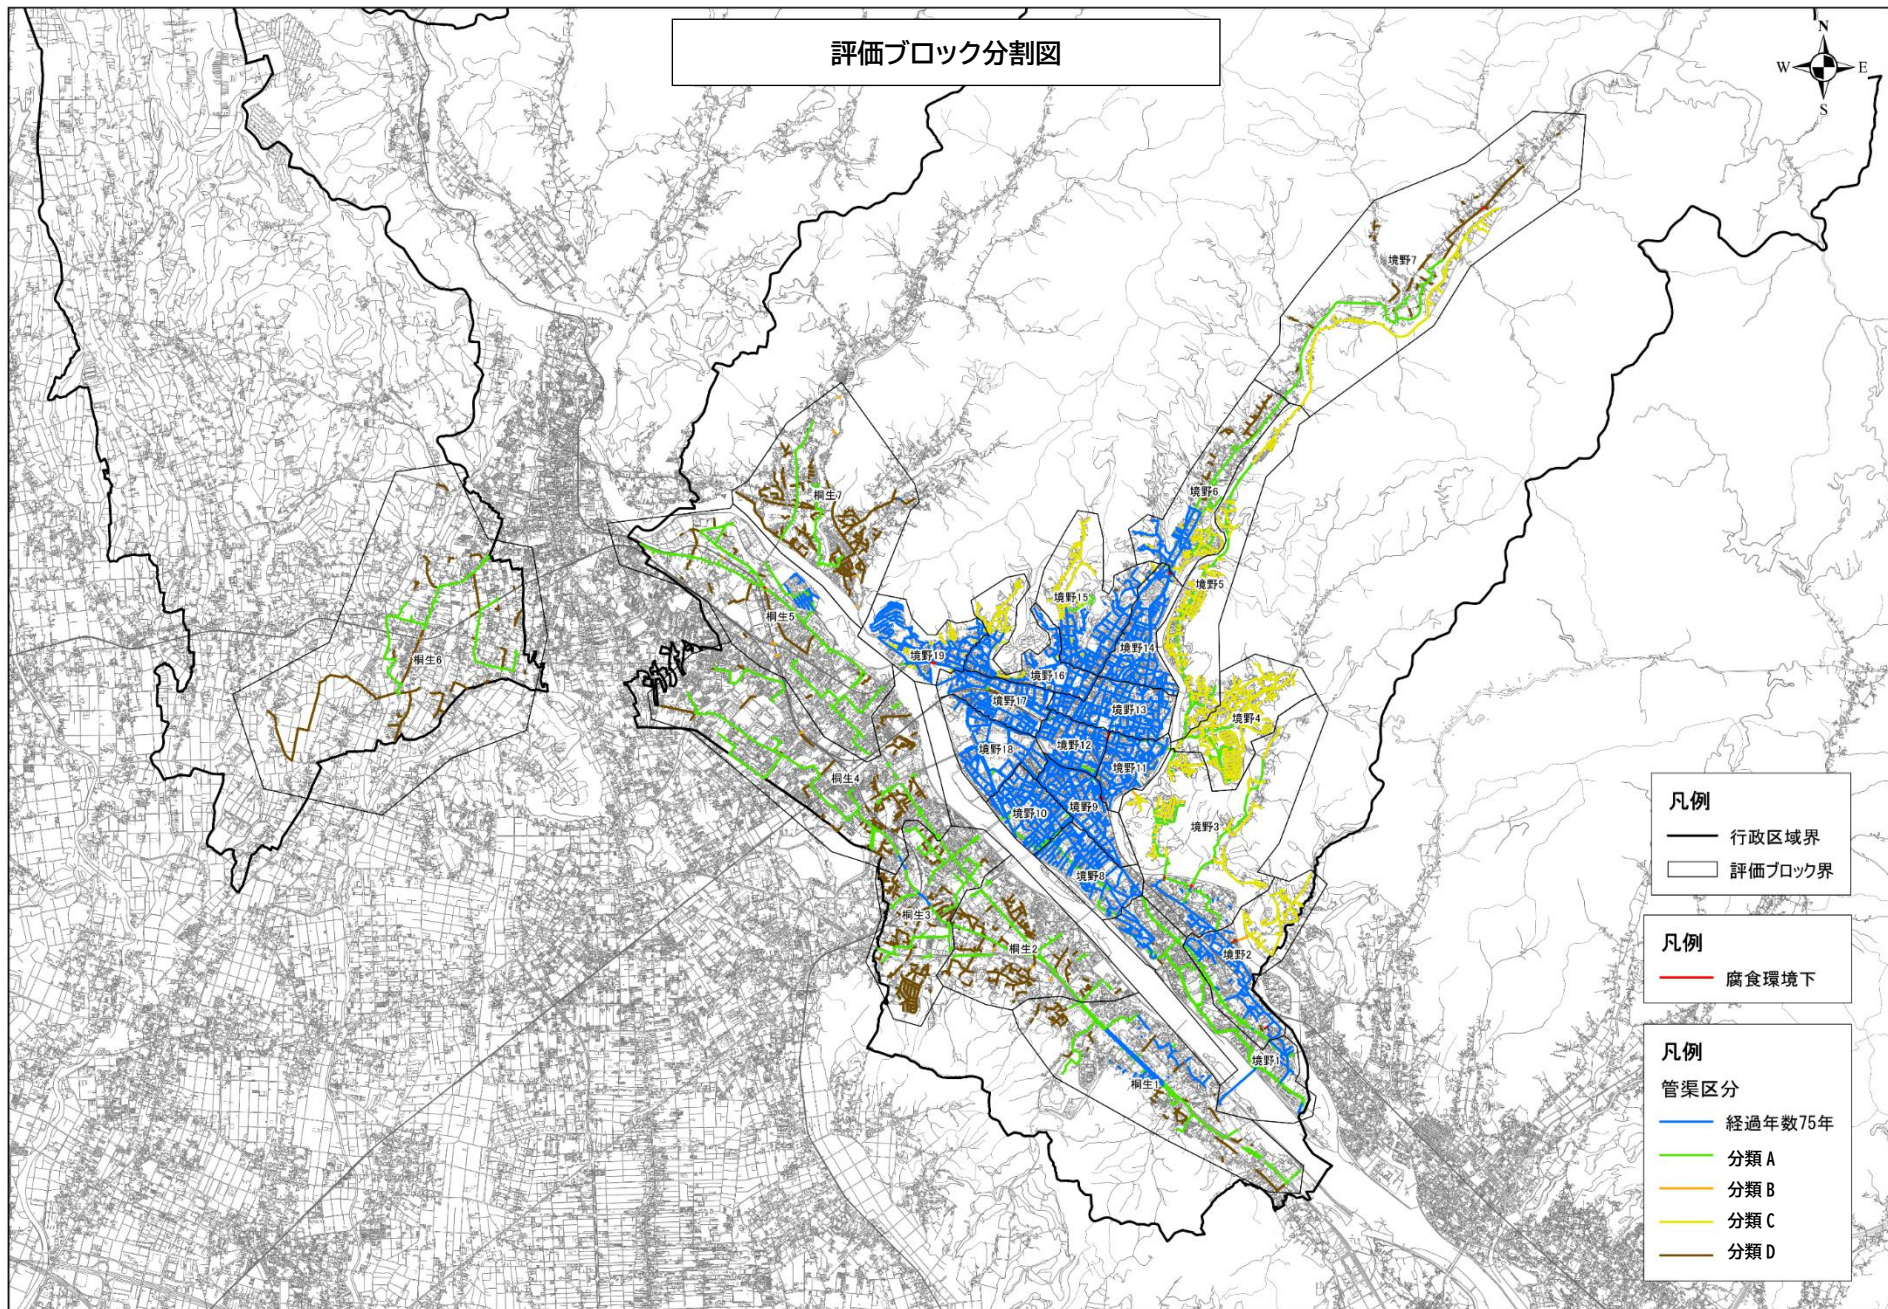 評価ブロック分割図
N
W
E
S
境野7
境野6
桐生7
境野5
境野15
桐生5
境野14
境野19
桐生6
境野16
境野17
境野13
境野4
境野12
境野18
境野11
桐生4
境野9
境野10
境野3
境野8
桐生3
桐生2
境野2
境野1
桐生1
凡例
行政区域界
評価ブロック界
凡例
腐食環境下
凡例
管渠区分
経過年数75年
分類 A
分類 B
分類 C
分類 D